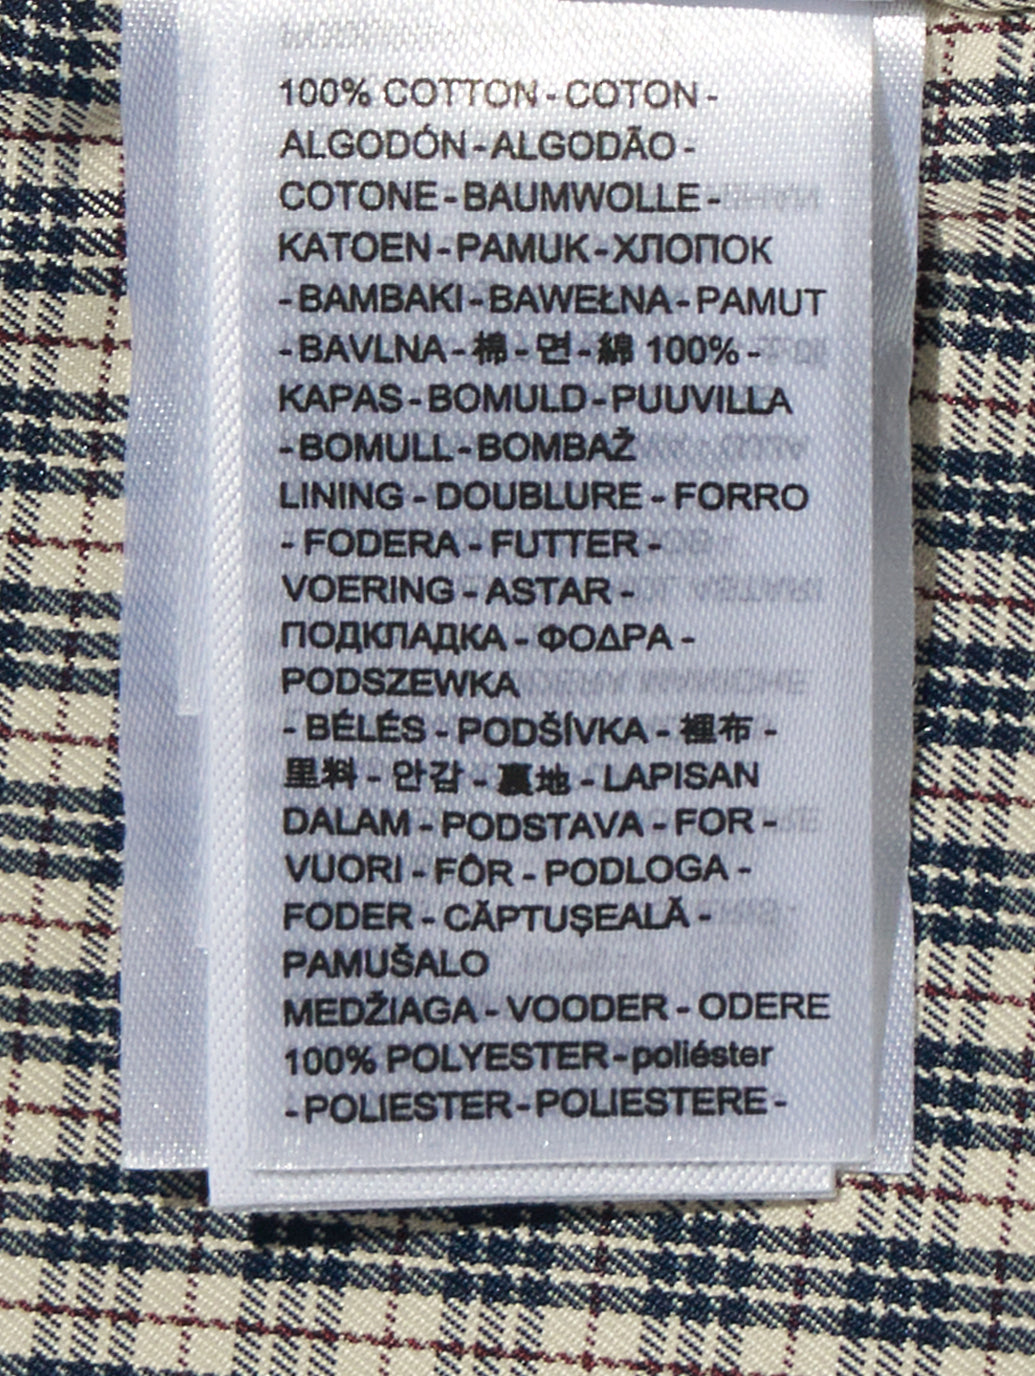 100% COTTON - COTON -
ALGODÓN - ALGODÃO -
COTONE - BAUMWOLLE -
KATOEN - PAMUK - ХЛОПОК
- BAMBAKI - BAWEŁNA - PAMUT
- BAVLNA - 棉 - 면 - 綿 100% -
KAPAS - BOMULD - PUUVILLA
- BOMULL - BOMBAŽ
LINING - DOUBLURE - FORRO
- FODERA - FUTTER -
VOERING - ASTAR -
ПОДКЛАДКА - ΦΟΔΡΑ -
PODSZEWKA
- BÉLÉS - PODŠÍVKA - 裡布 -
里料 - 안감 - 裏地 - LAPISAN
DALAM - PODSTAVA - FOR -
VUORI - FÔR - PODLOGA -
FODER - CĂPTUȘEALĂ -
PAMUŠALO
MEDŽIAGA - VOODER - ODERE
100% POLYESTER - poliéster
- POLIESTER - POLIESTERE -